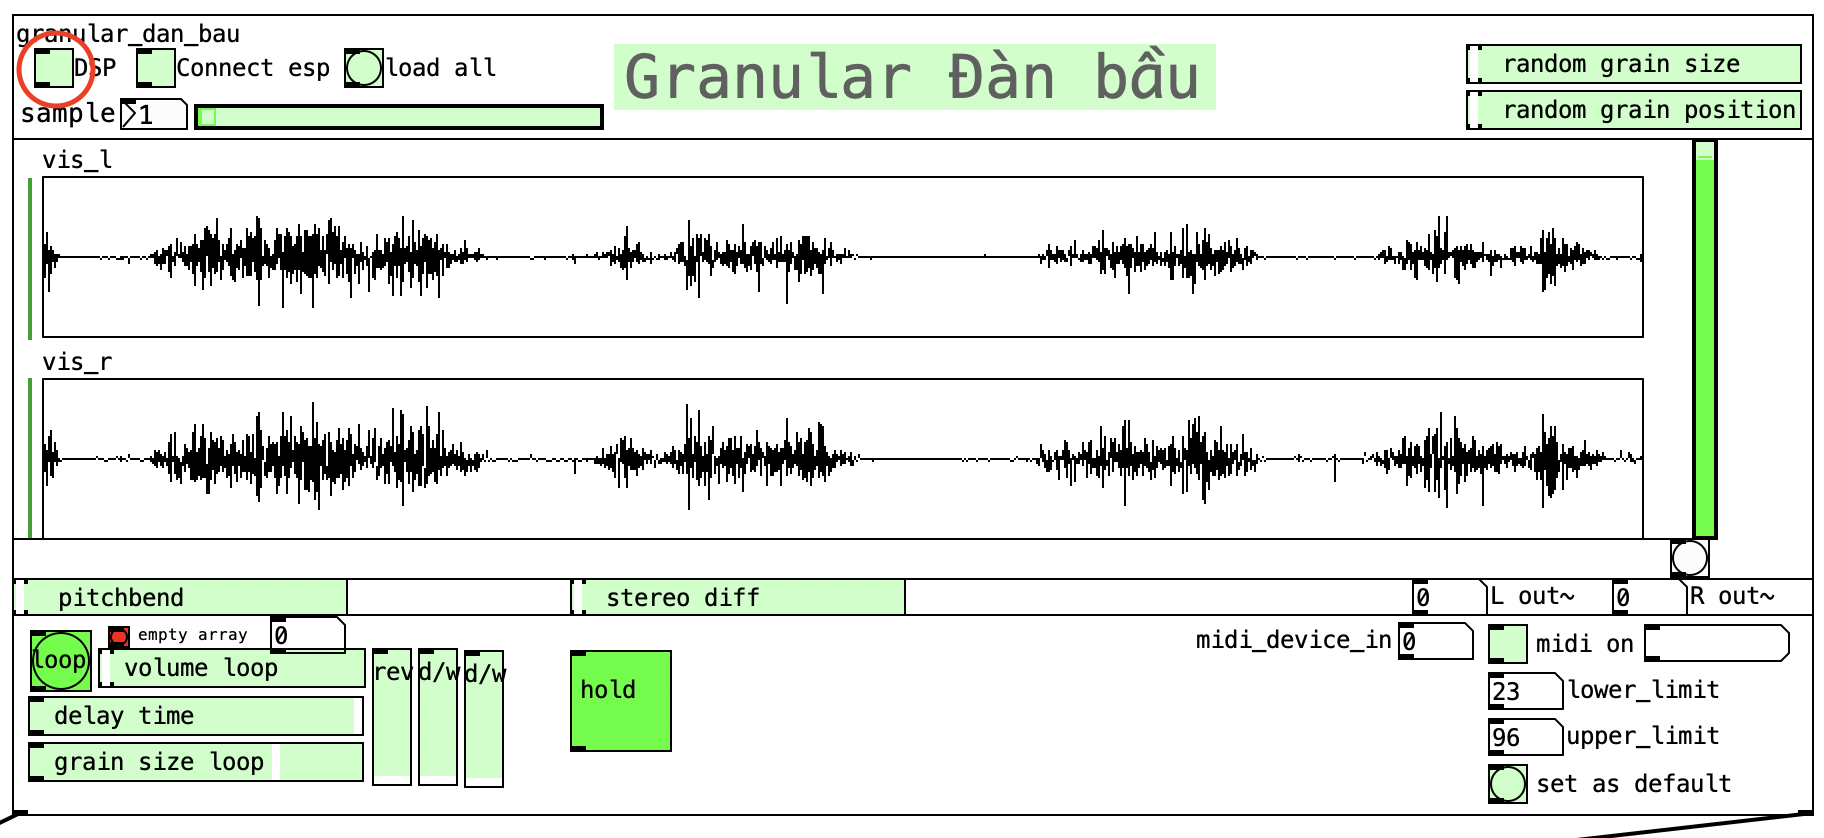 granular_dan_bau
DSP
Connect esp
load all
Granular Đàn bầu
random grain size
random grain position
sample
1
vis_l
vis_r
pitchbend
stereo diff
0
L out~
0
R out~
loop
empty array
0
volume loop
rev
d/w
d/w
delay time
grain size loop
hold
midi_device_in
0
midi on
23
lower_limit
96
upper_limit
set as default